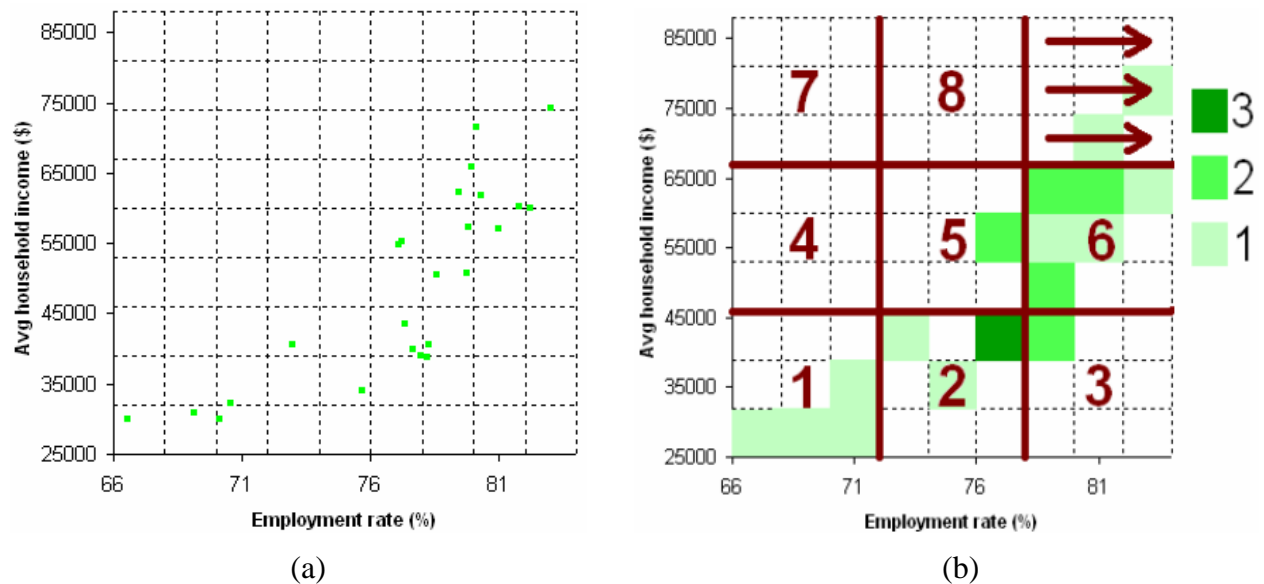 85000
75000
65000
55000
45000
35000
25000
Avg household income ($)
66 71 76 81
Employment rate (%)
(a)
85000
75000
65000
55000
45000
35000
25000
Avg household income ($)
7 8
4 5 6
1 2 3
66 71 76 81
Employment rate (%)
3
2
1
(b)